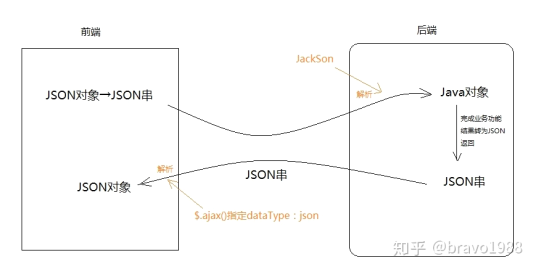 前端
后端
JackSon
JSON对象→JSON串
解析
Java对象
完成业务功能
结果转为JSON
返回
解析
JSON对象
JSON串
JSON串
$.ajax()指定dataType：json
知乎 @bravo1988